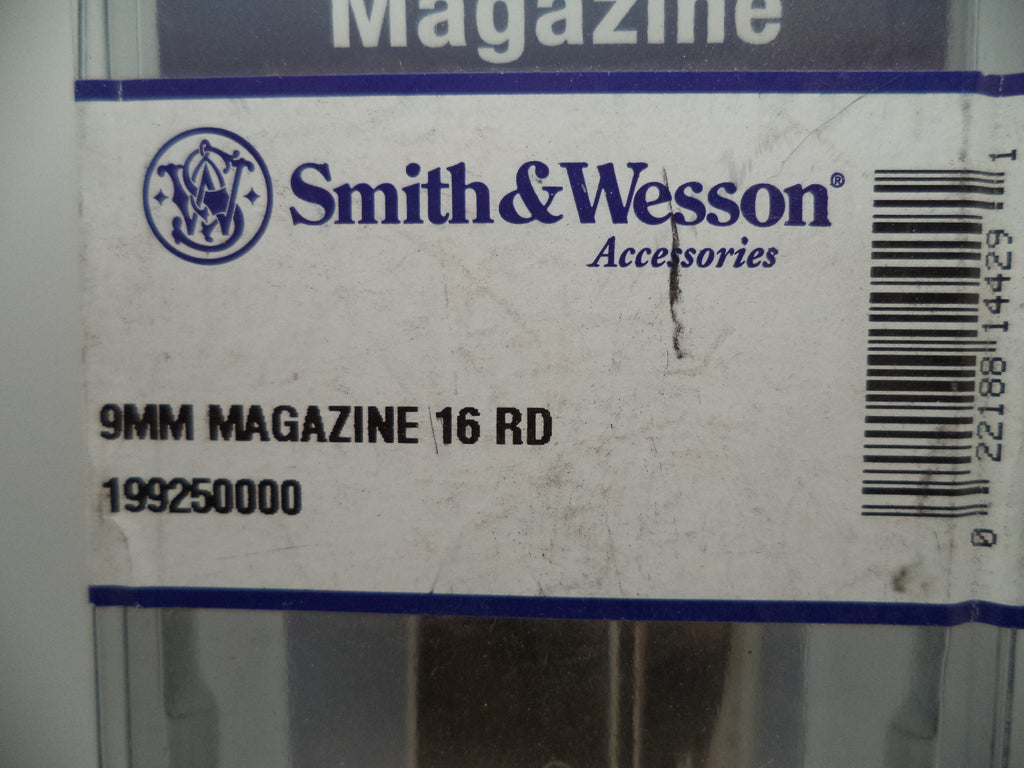 Magazine
Smith & Wesson®
Accessories
9MM MAGAZINE 16 RD
199250000
0 22188 14429 1